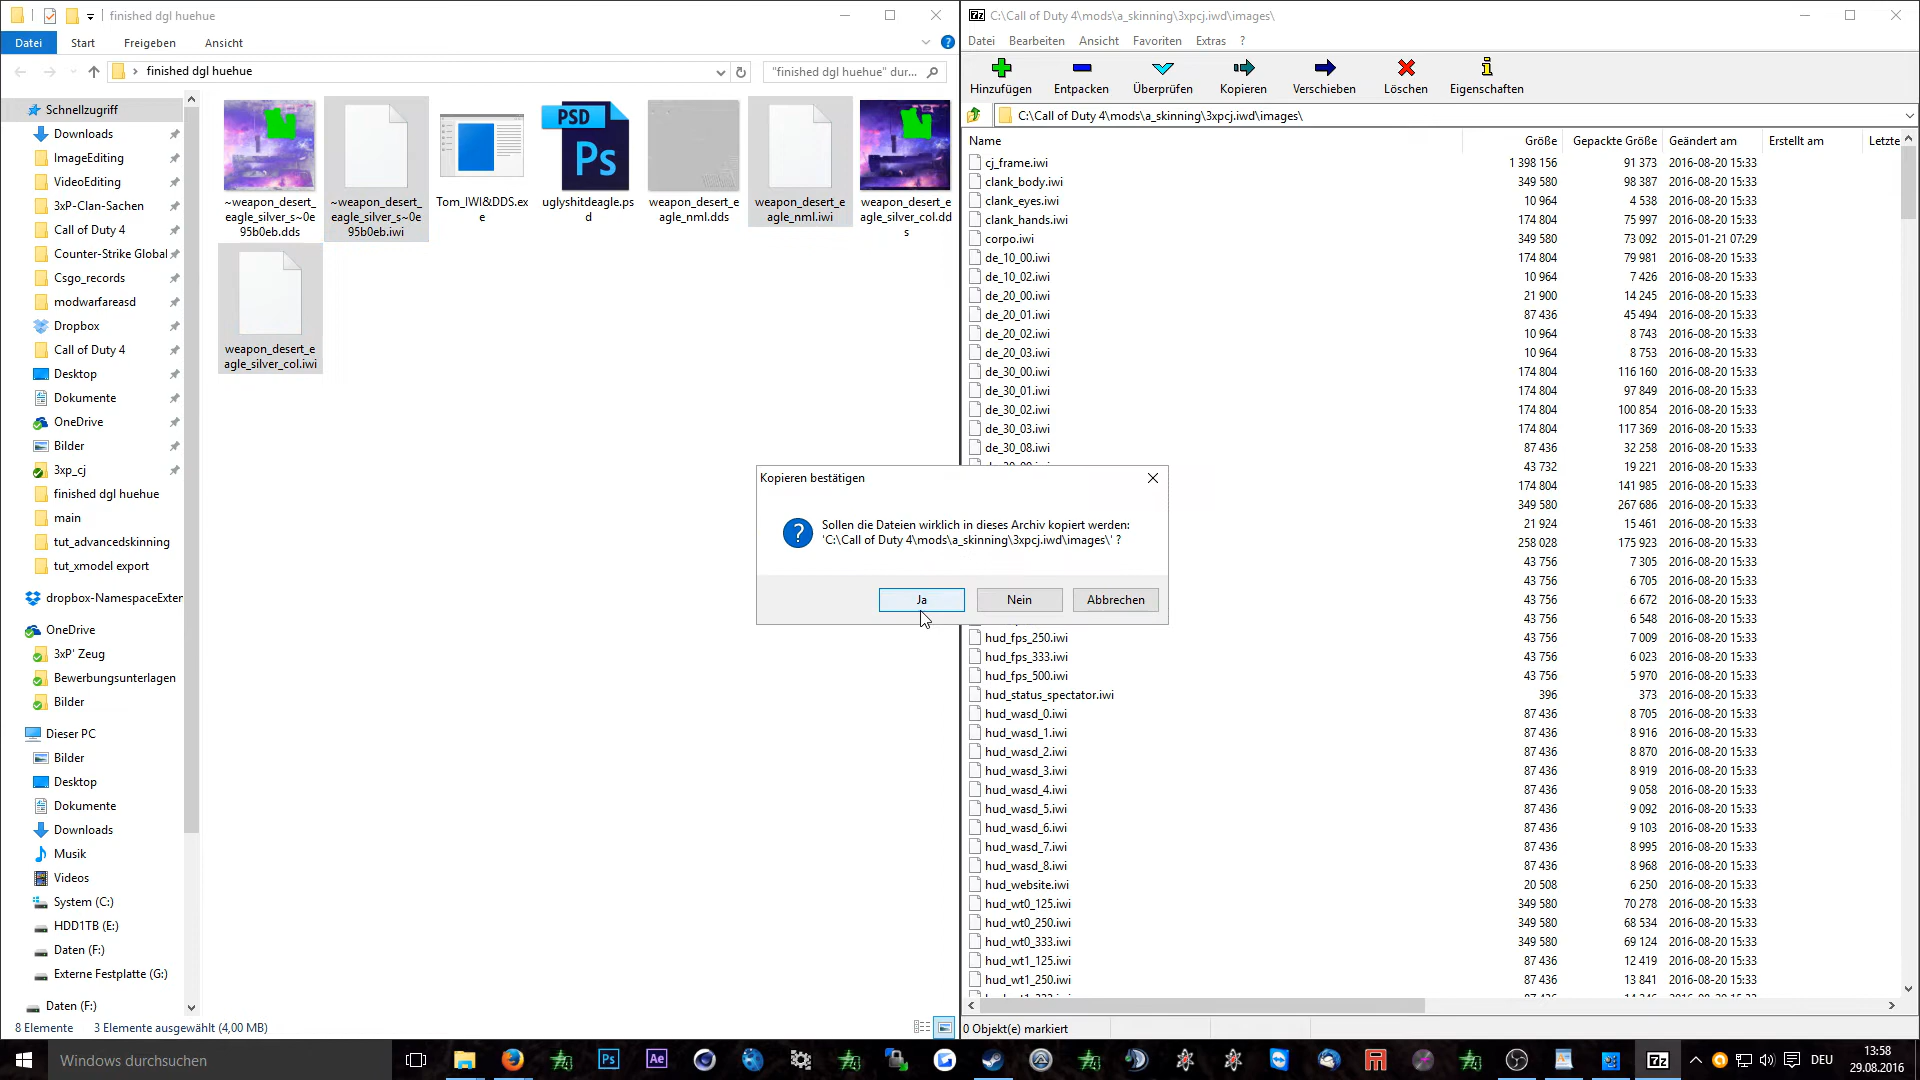 finished dgl huehue
Datei Start Freigeben Ansicht
finished dgl huehue
"finished dgl huehue" dur...
Schnellzugriff
Downloads
ImageEditing
VideoEditing
3xP-Clan-Sachen
Call of Duty 4
Counter-Strike Global
Csgo_records
modwarfareasd
Dropbox
Call of Duty 4
Desktop
Dokumente
OneDrive
Bilder
3xp_cj
finished dgl huehue
main
tut_advancedskinning
tut_xmodel export
dropbox-NamespaceExter
OneDrive
3xP' Zeug
Bewerbungsunterlagen
Bilder
Dieser PC
Bilder
Desktop
Dokumente
Downloads
Musik
Videos
System (C:)
HDD1TB (E:)
Daten (F:)
Externe Festplatte (G:)
Daten (F:)
~weapon_desert_
eagle_silver_s~0e
95b0eb.dds
~weapon_desert_
eagle_silver_s~0e
95b0eb.iwi
Tom_IWI&DDS.ex
e
PSD
Ps
uglyshitdeagle.ps
d
weapon_desert_e
agle_nml.dds
weapon_desert_e
agle_nml.iwi
weapon_desert_e
agle_silver_col.dd
s
weapon_desert_e
agle_silver_col.iwi
8 Elemente 3 Elemente ausgewählt (4,00 MB)
7z C:\Call of Duty 4\mods\a_skinning\3xpcj.iwd\images\
Datei Bearbeiten Ansicht Favoriten Extras ?
Hinzufügen Entpacken Überprüfen Kopieren Verschieben Löschen Eigenschaften
C:\Call of Duty 4\mods\a_skinning\3xpcj.iwd\images\
Name Größe Gepackte Größe Geändert am Erstellt am Letzte
cj_frame.iwi 1 398 156 91 373 2016-08-20 15:33
clank_body.iwi 349 580 98 387 2016-08-20 15:33
clank_eyes.iwi 10 964 4 538 2016-08-20 15:33
clank_hands.iwi 174 804 75 997 2016-08-20 15:33
corpo.iwi 349 580 73 092 2015-01-21 07:29
de_10_00.iwi 174 804 79 981 2016-08-20 15:33
de_10_02.iwi 10 964 7 426 2016-08-20 15:33
de_20_00.iwi 21 900 14 245 2016-08-20 15:33
de_20_01.iwi 87 436 45 494 2016-08-20 15:33
de_20_02.iwi 10 964 8 743 2016-08-20 15:33
de_20_03.iwi 10 964 8 753 2016-08-20 15:33
de_30_00.iwi 174 804 116 160 2016-08-20 15:33
de_30_01.iwi 174 804 97 849 2016-08-20 15:33
de_30_02.iwi 174 804 100 854 2016-08-20 15:33
de_30_03.iwi 174 804 117 369 2016-08-20 15:33
de_30_08.iwi 87 436 32 258 2016-08-20 15:33
43 732 19 221 2016-08-20 15:33
174 804 141 985 2016-08-20 15:33
349 580 267 686 2016-08-20 15:33
21 924 15 461 2016-08-20 15:33
258 028 175 923 2016-08-20 15:33
43 756 7 305 2016-08-20 15:33
43 756 6 705 2016-08-20 15:33
43 756 6 672 2016-08-20 15:33
43 756 6 548 2016-08-20 15:33
hud_fps_250.iwi 43 756 7 009 2016-08-20 15:33
hud_fps_333.iwi 43 756 6 023 2016-08-20 15:33
hud_fps_500.iwi 43 756 5 970 2016-08-20 15:33
hud_status_spectator.iwi 396 373 2016-08-20 15:33
hud_wasd_0.iwi 87 436 8 705 2016-08-20 15:33
hud_wasd_1.iwi 87 436 8 916 2016-08-20 15:33
hud_wasd_2.iwi 87 436 8 870 2016-08-20 15:33
hud_wasd_3.iwi 87 436 8 919 2016-08-20 15:33
hud_wasd_4.iwi 87 436 9 058 2016-08-20 15:33
hud_wasd_5.iwi 87 436 9 092 2016-08-20 15:33
hud_wasd_6.iwi 87 436 9 103 2016-08-20 15:33
hud_wasd_7.iwi 87 436 8 995 2016-08-20 15:33
hud_wasd_8.iwi 87 436 8 968 2016-08-20 15:33
hud_website.iwi 20 508 6 250 2016-08-20 15:33
hud_wt0_125.iwi 349 580 70 278 2016-08-20 15:33
hud_wt0_250.iwi 349 580 68 534 2016-08-20 15:33
hud_wt0_333.iwi 349 580 69 124 2016-08-20 15:33
hud_wt1_125.iwi 87 436 12 419 2016-08-20 15:33
hud_wt1_250.iwi 87 436 13 841 2016-08-20 15:33
0 Objekt(e) markiert
Kopieren bestätigen
Sollen die Dateien wirklich in dieses Archiv kopiert werden:
'C:\Call of Duty 4\mods\a_skinning\3xpcj.iwd\images\' ?
Ja Nein Abbrechen
Windows durchsuchen
Ps Ae 7z DEU
13:58
29.08.2016